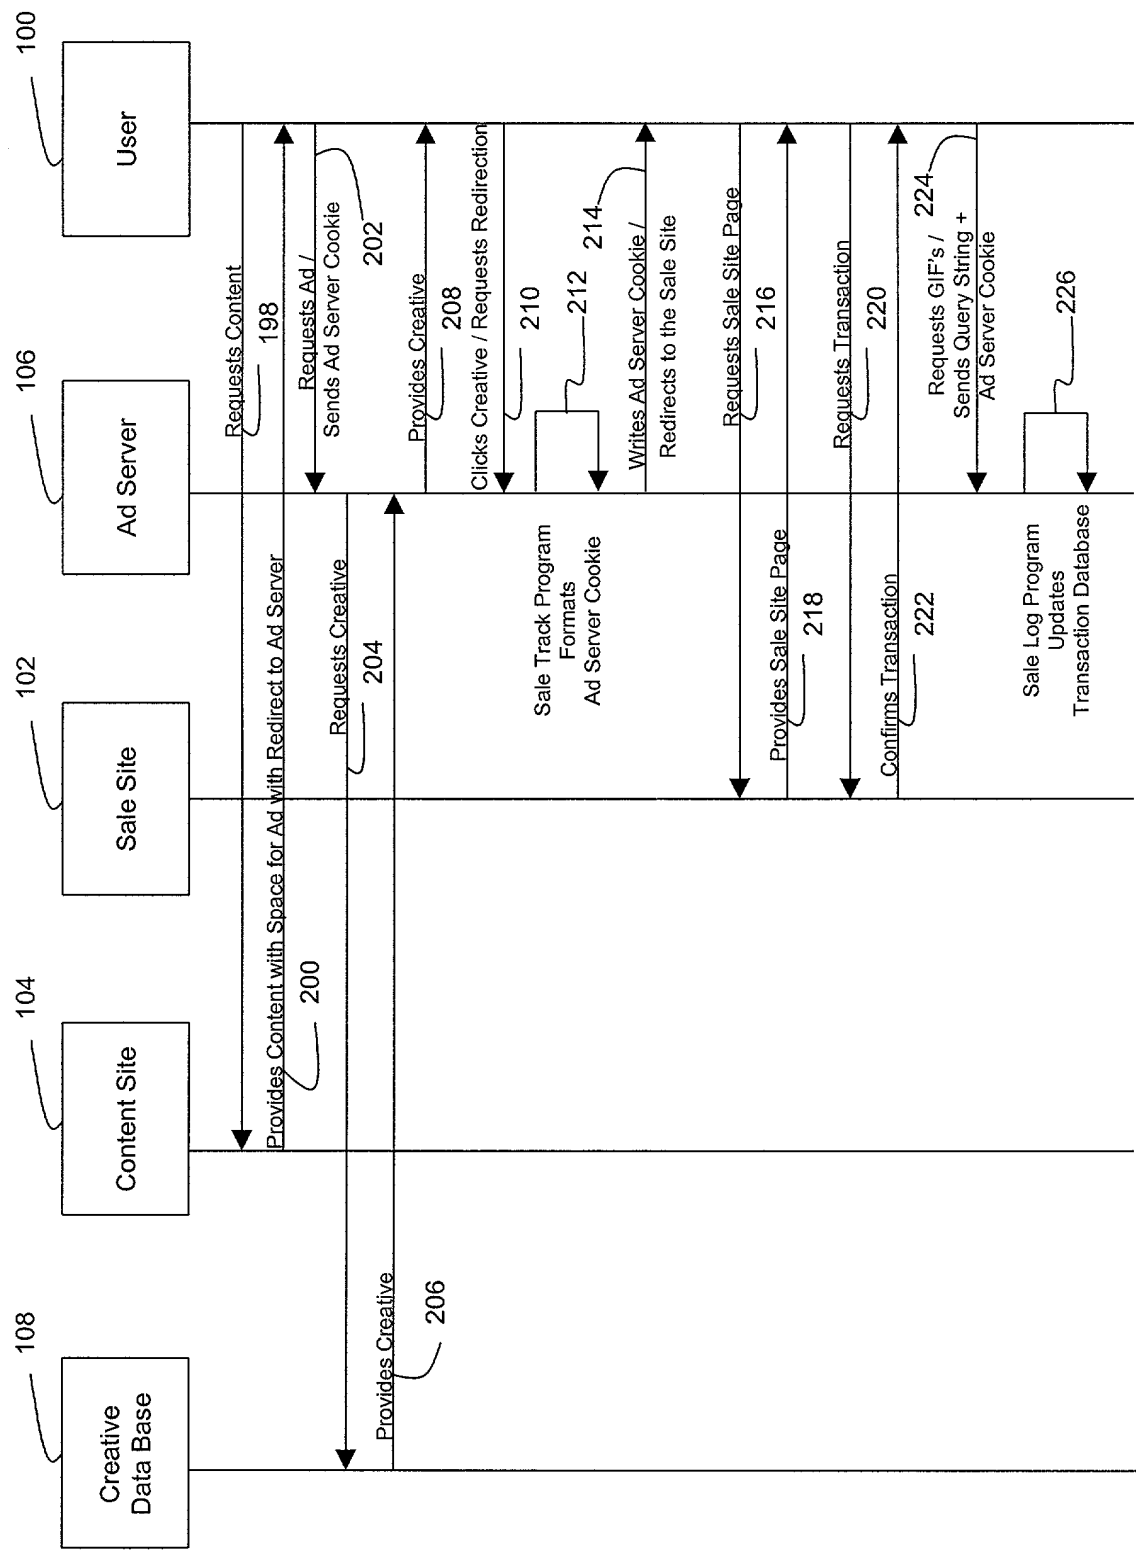 108
Creative
Data Base
104
Content Site
102
Sale Site
106
Ad Server
100
User
Requests Content
198
Provides Content with Space for Ad with Redirect to Ad Server
200
Requests Ad /
Sends Ad Server Cookie
202
Requests Creative
204
Provides Creative
206
Provides Creative
208
Clicks Creative / Requests Redirection
210
Sale Track Program
Formats
Ad Server Cookie
212
Writes Ad Server Cookie /
Redirects to the Sale Site
214
Requests Sale Site Page
216
Provides Sale Site Page
218
Requests Transaction
220
Confirms Transaction
222
Requests GIF's /
Sends Query String +
Ad Server Cookie
224
Sale Log Program
Updates
Transaction Database
226